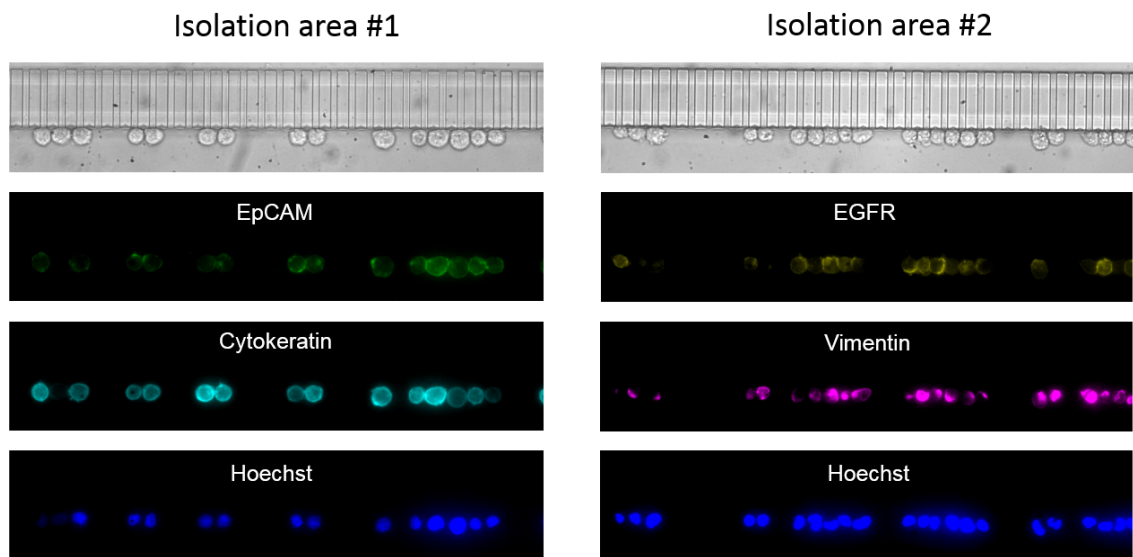 Isolation area #1
Isolation area #2
EpCAM
EGFR
Cytokeratin
Vimentin
Hoechst
Hoechst